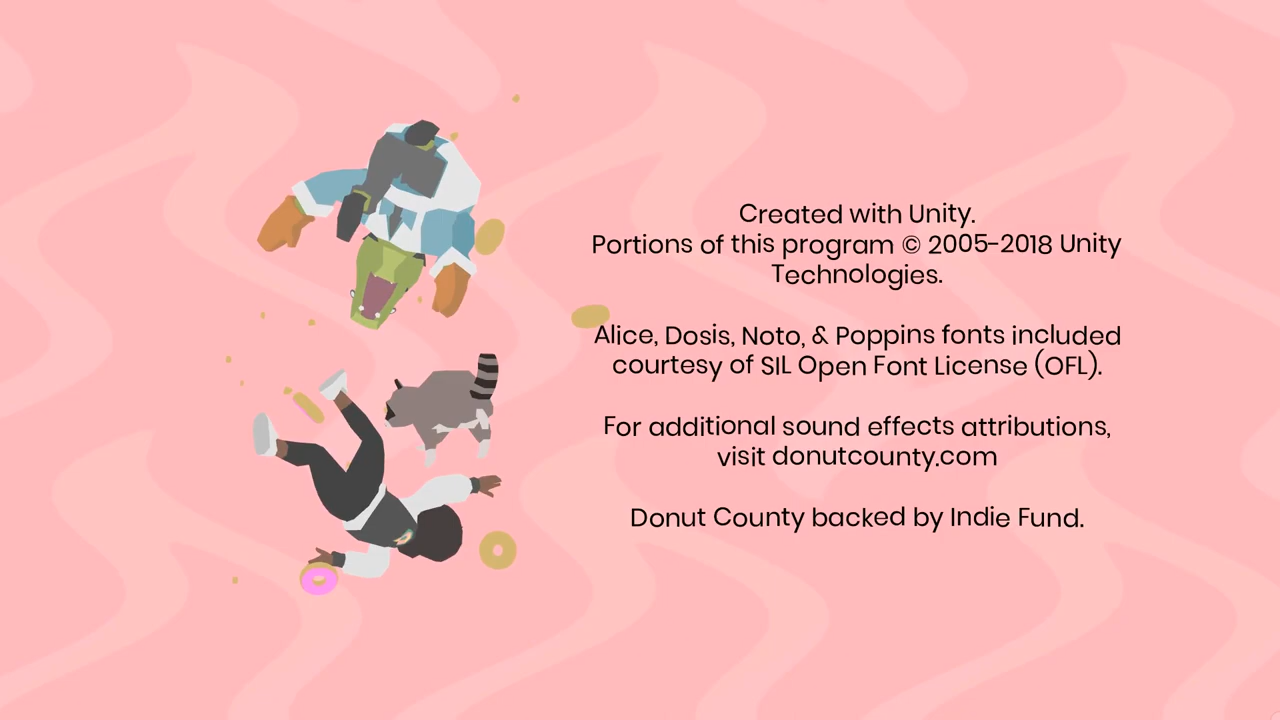 Created with Unity.
Portions of this program © 2005-2018 Unity
Technologies.
Alice, Dosis, Noto, & Poppins fonts included
courtesy of SIL Open Font License (OFL).
For additional sound effects attributions,
visit donutcounty.com
Donut County backed by Indie Fund.